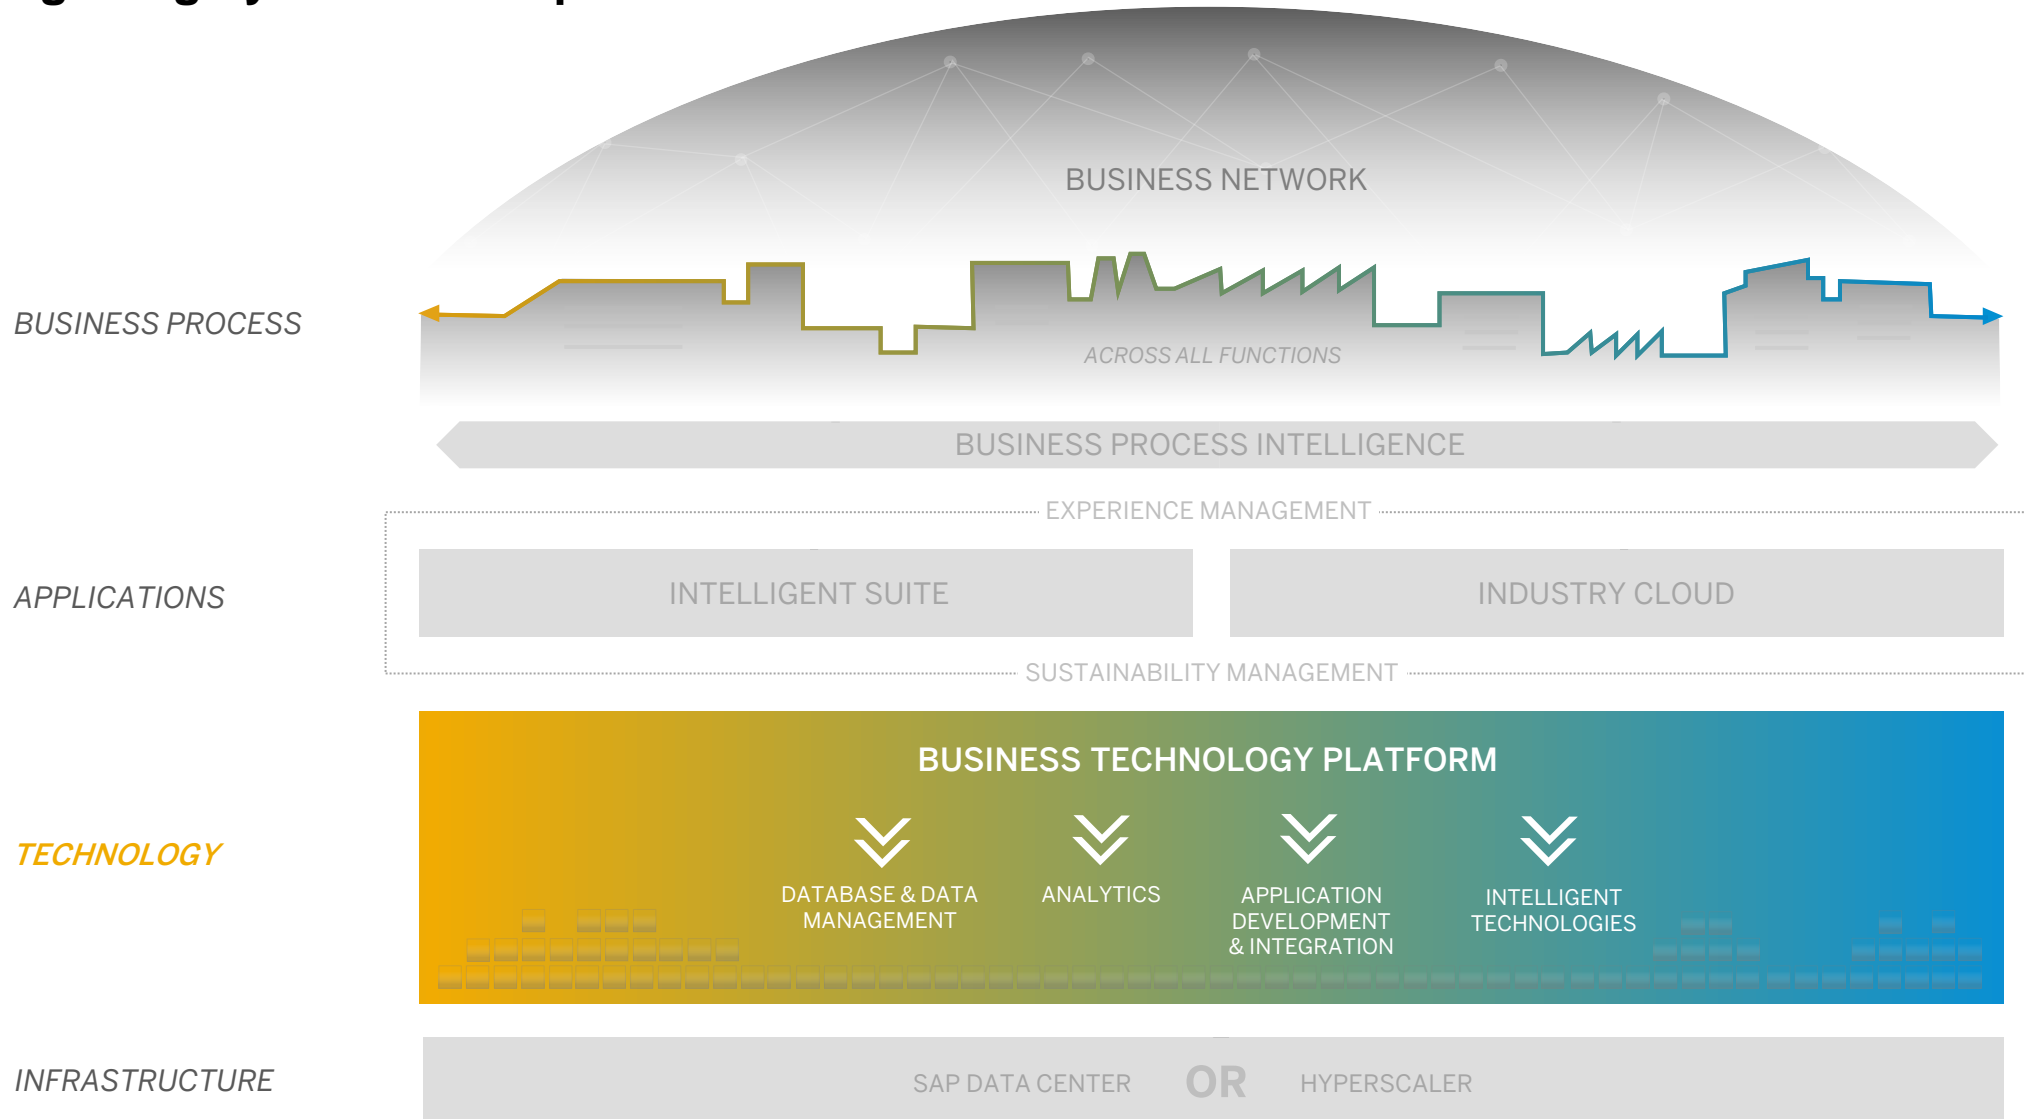 BUSINESS NETWORK
BUSINESS PROCESS
ACROSS ALL FUNCTIONS
BUSINESS PROCESS INTELLIGENCE
EXPERIENCE MANAGEMENT
APPLICATIONS
INTELLIGENT SUITE
INDUSTRY CLOUD
SUSTAINABILITY MANAGEMENT
BUSINESS TECHNOLOGY PLATFORM
TECHNOLOGY
DATABASE & DATA
MANAGEMENT
ANALYTICS
APPLICATION
DEVELOPMENT
& INTEGRATION
INTELLIGENT
TECHNOLOGIES
INFRASTRUCTURE
SAP DATA CENTER OR HYPERSCALER